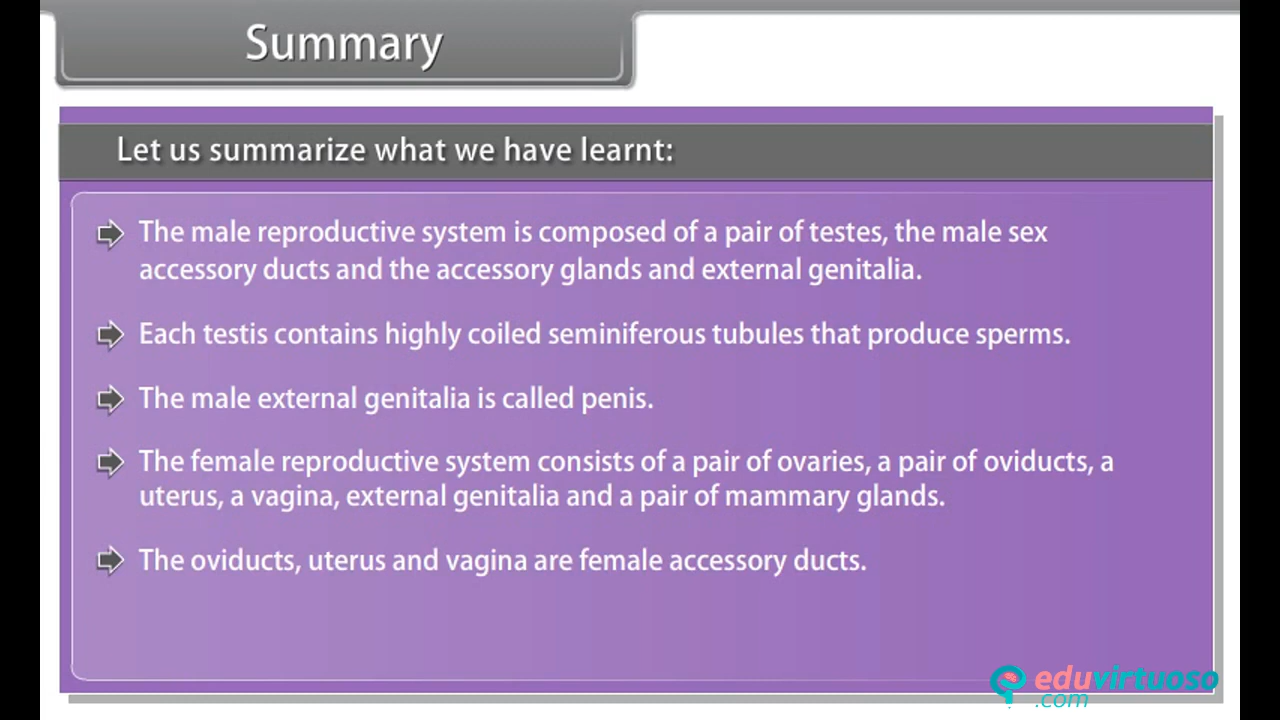 Summary
Let us summarize what we have learnt:
The male reproductive system is composed of a pair of testes, the male sex
accessory ducts and the accessory glands and external genitalia.
Each testis contains highly coiled seminiferous tubules that produce sperms.
The male external genitalia is called penis.
The female reproductive system consists of a pair of ovaries, a pair of oviducts, a
uterus, a vagina, external genitalia and a pair of mammary glands.
The oviducts, uterus and vagina are female accessory ducts.
eduvirtuoso
.com